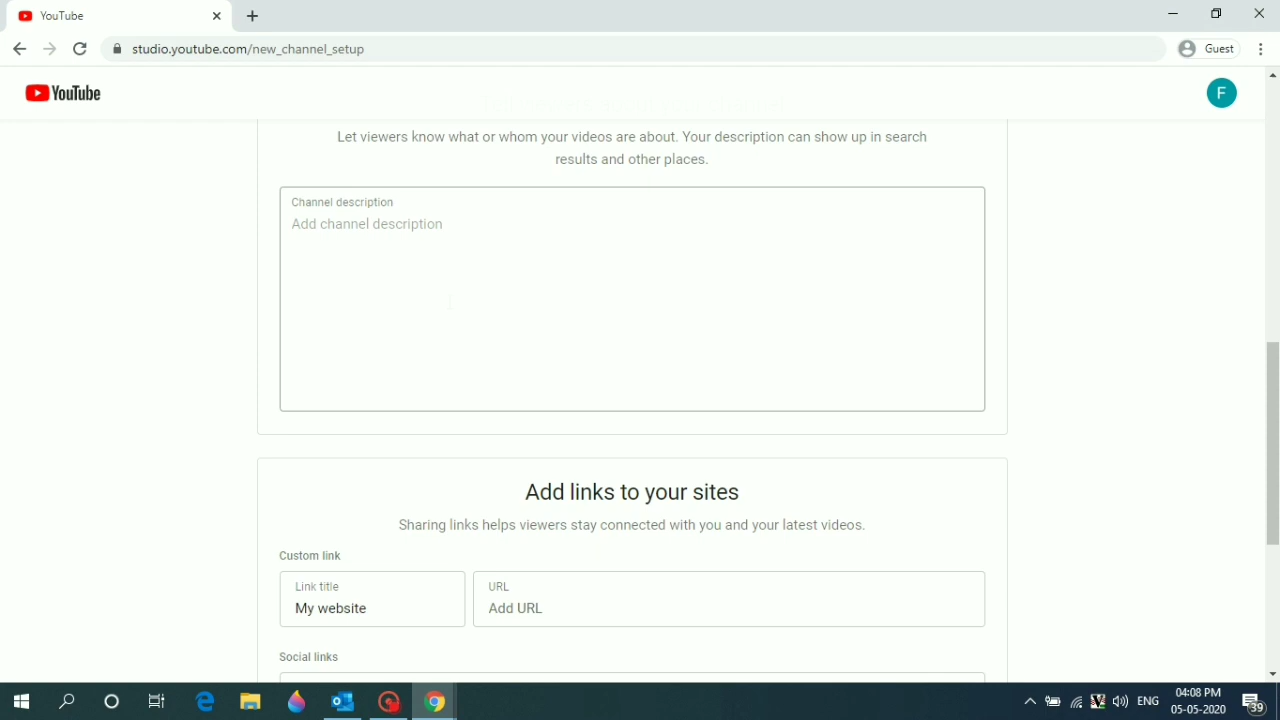 YouTube
studio.youtube.com/new_channel_setup
Guest
YouTube
F
Let viewers know what or whom your videos are about. Your description can show up in search
results and other places.
Channel description
Add channel description
Add links to your sites
Sharing links helps viewers stay connected with you and your latest videos.
Custom link
Link title
My website
URL
Add URL
Social links
ENG
04:08 PM
05-05-2020
39